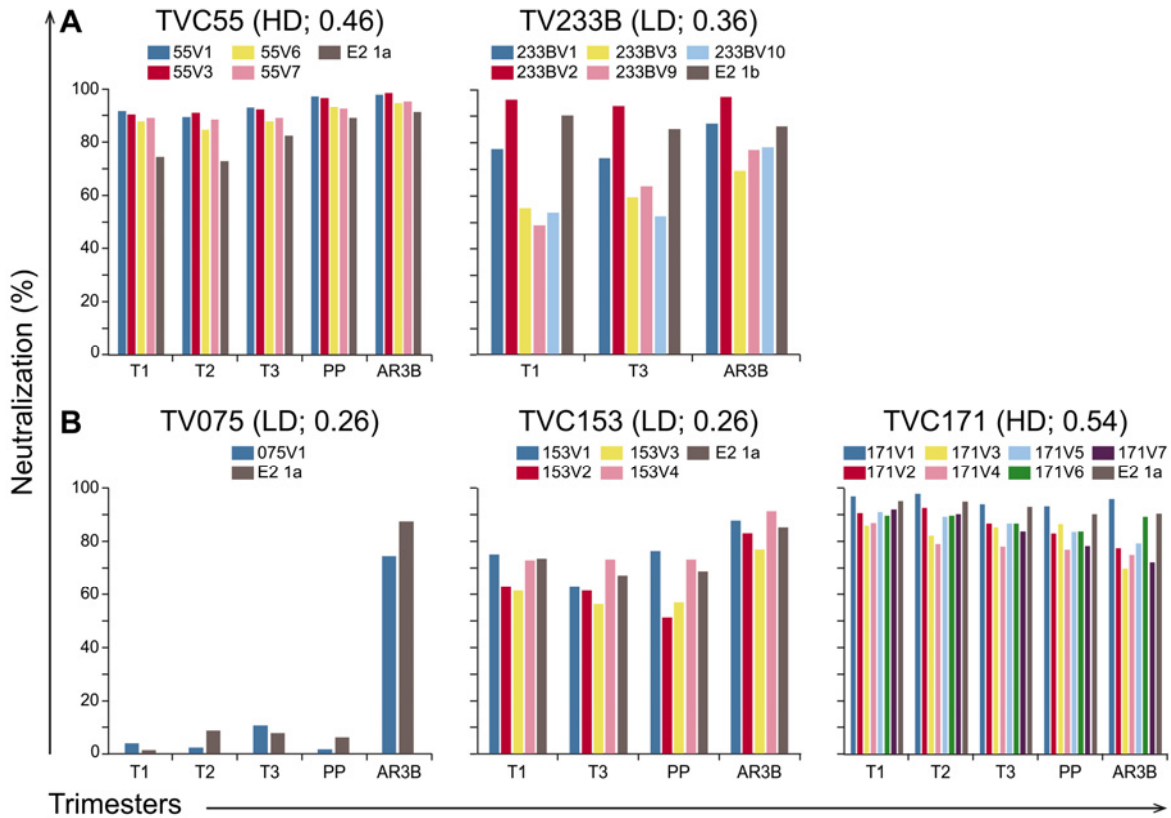 A
TVC55 (HD; 0.46)
55V1 55V6 E2 1a
55V3 55V7
100
80
60
40
20
0
T1 T2 T3 PP AR3B
TV233B (LD; 0.36)
233BV1 233BV3 233BV10
233BV2 233BV9 E2 1b
T1 T3 AR3B
B
TV075 (LD; 0.26)
075V1
E2 1a
100
80
60
40
20
0
T1 T2 T3 PP AR3B
TVC153 (LD; 0.26)
153V1 153V3 E2 1a
153V2 153V4
T1 T3 PP AR3B
TVC171 (HD; 0.54)
171V1 171V3 171V5 171V7
171V2 171V4 171V6 E2 1a
T1 T2 T3 PP AR3B
Neutralization (%)
Trimesters